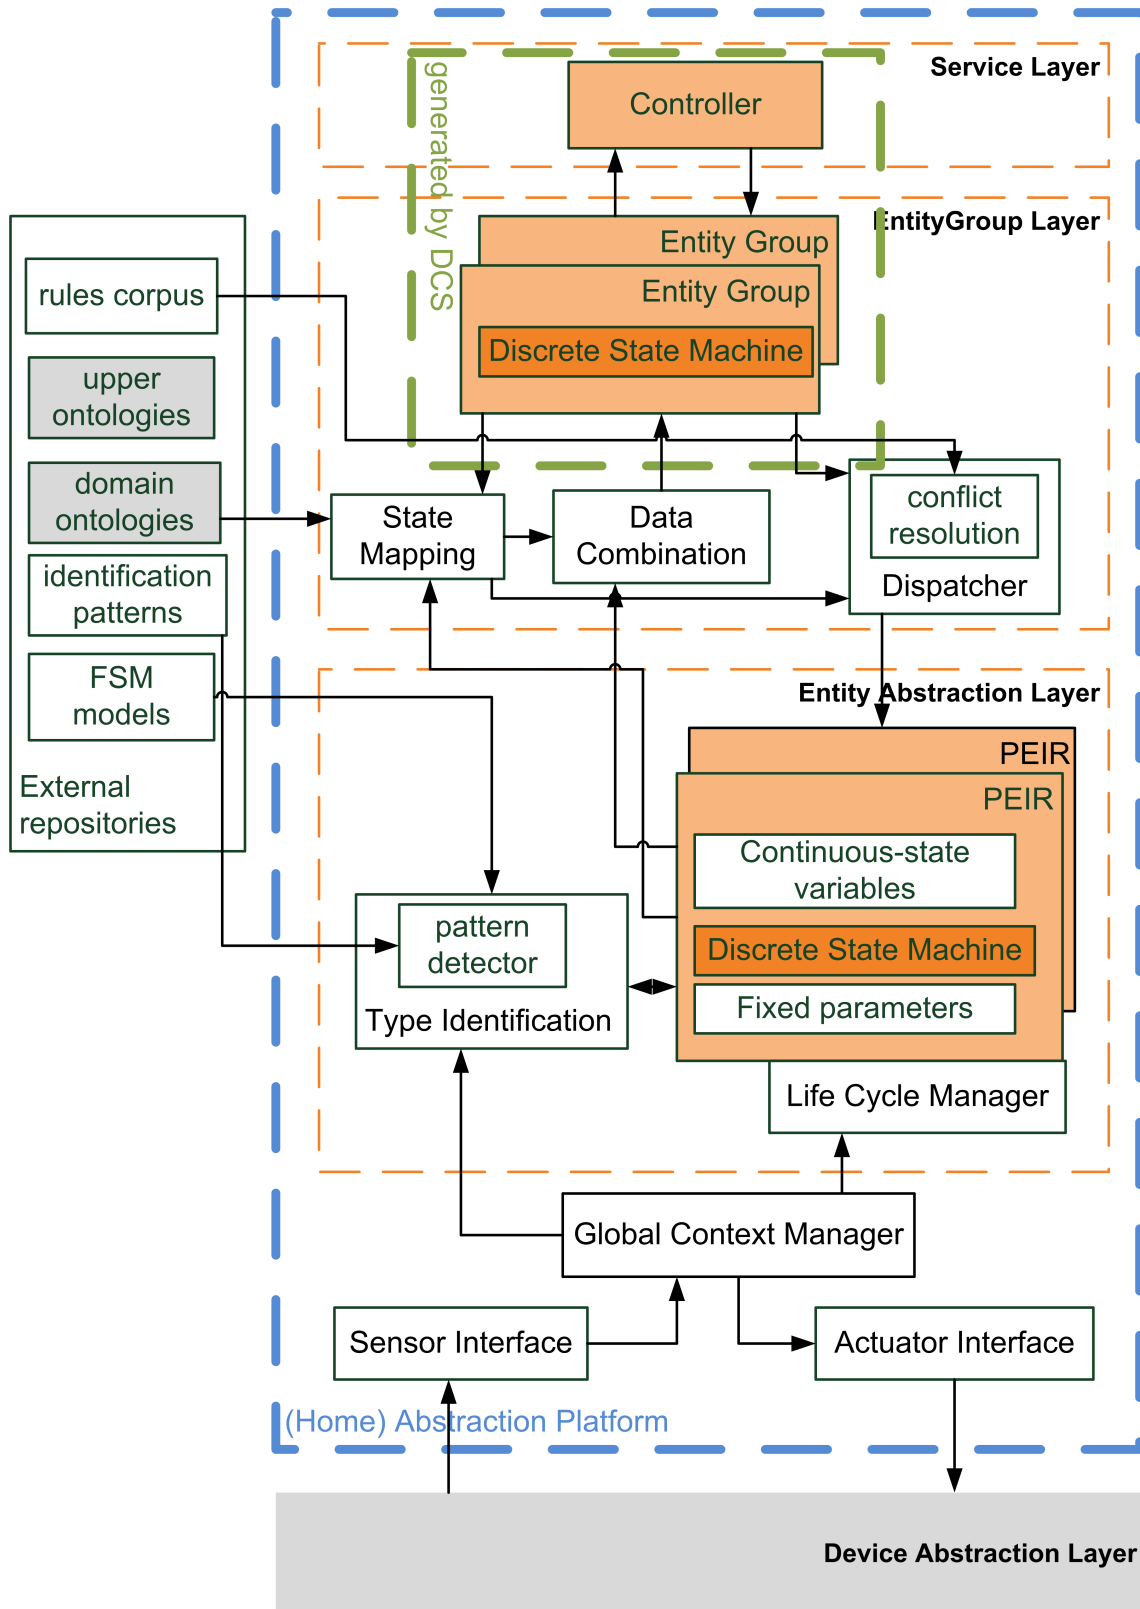 Service Layer
Controller
generated by DCS
EntityGroup Layer
Entity Group
Entity Group
Discrete State Machine
rules corpus
upper
ontologies
domain
ontologies
identification
patterns
FSM
models
External
repositories
State
Mapping
Data
Combination
conflict
resolution
Dispatcher
Entity Abstraction Layer
PEIR
PEIR
Continuous-state
variables
Discrete State Machine
Fixed parameters
pattern
detector
Type Identification
Life Cycle Manager
Global Context Manager
Sensor Interface
Actuator Interface
(Home) Abstraction Platform
Device Abstraction Layer